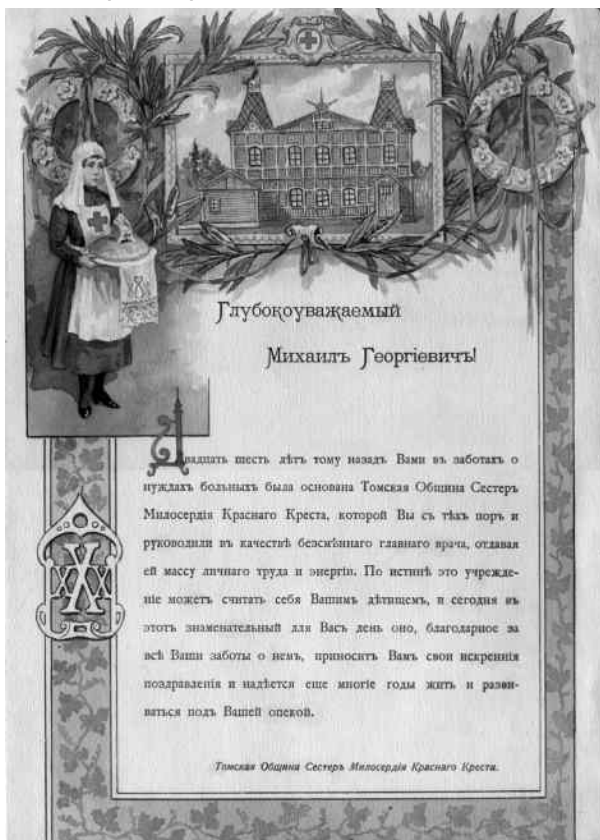 Глубокоуважаемый
Михаилъ Георгіевичъ!
Двадцать шесть лѣтъ тому назадъ Вами въ заботахъ о
нуждахъ больныхъ была основана Томская Община Сестеръ
Милосердія Краснаго Креста, которой Вы съ тѣхъ поръ и
руководили въ качествѣ безсмѣннаго главнаго врача, отдавая
ей массу личнаго труда и энергіи. По истинѣ это учрежде-
ніе можетъ считать себя Вашимъ дѣтищемъ, и сегодня въ
этотъ знаменательный для Васъ день оно, благодарное за
всѣ Ваши заботы о немъ, приноситъ Вамъ свои искреннія
поздравленія и надѣется еще многіе годы жить и разви-
ваться подъ Вашей опекой.
Томская Община Сестеръ Милосердія Краснаго Креста.